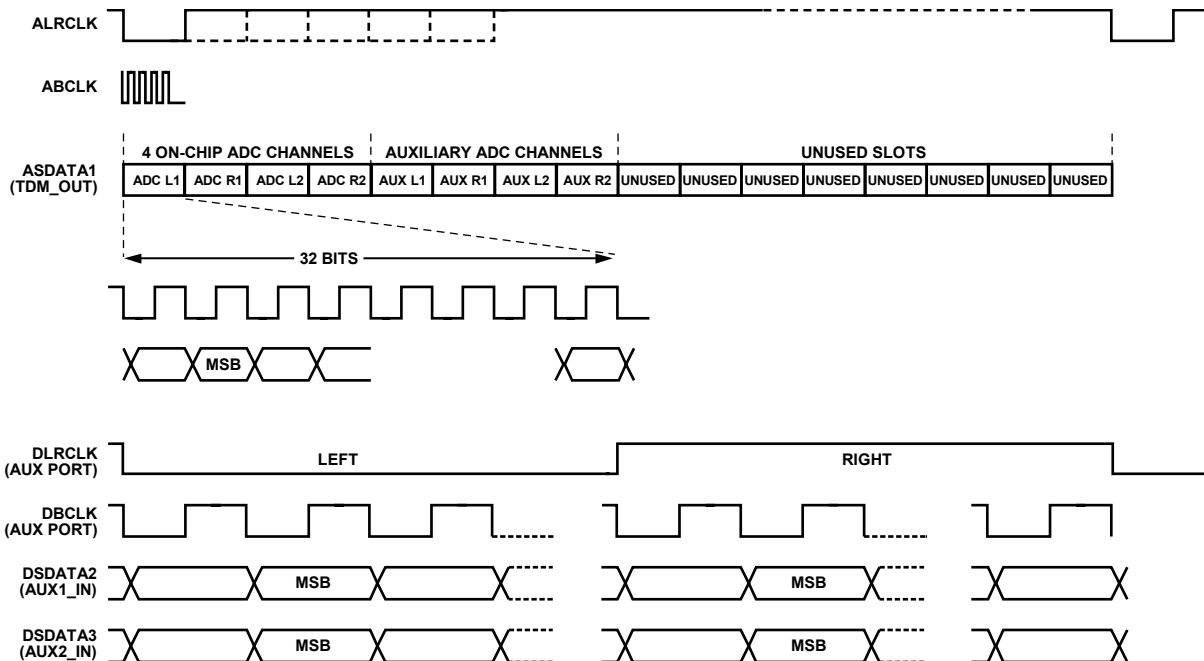 ALRCLK
ABCLK
4 ON-CHIP ADC CHANNELS AUXILIARY ADC CHANNELS UNUSED SLOTS
ASDATA1
(TDM_OUT)
ADC L1 ADC R1 ADC L2 ADC R2 AUX L1 AUX R1 AUX L2 AUX R2 UNUSED UNUSED UNUSED UNUSED UNUSED UNUSED UNUSED UNUSED
32 BITS
MSB
DLRCLK
(AUX PORT)
LEFT RIGHT
DBCLK
(AUX PORT)
DSDATA2
(AUX1_IN)
MSB MSB
DSDATA3
(AUX2_IN)
MSB MSB